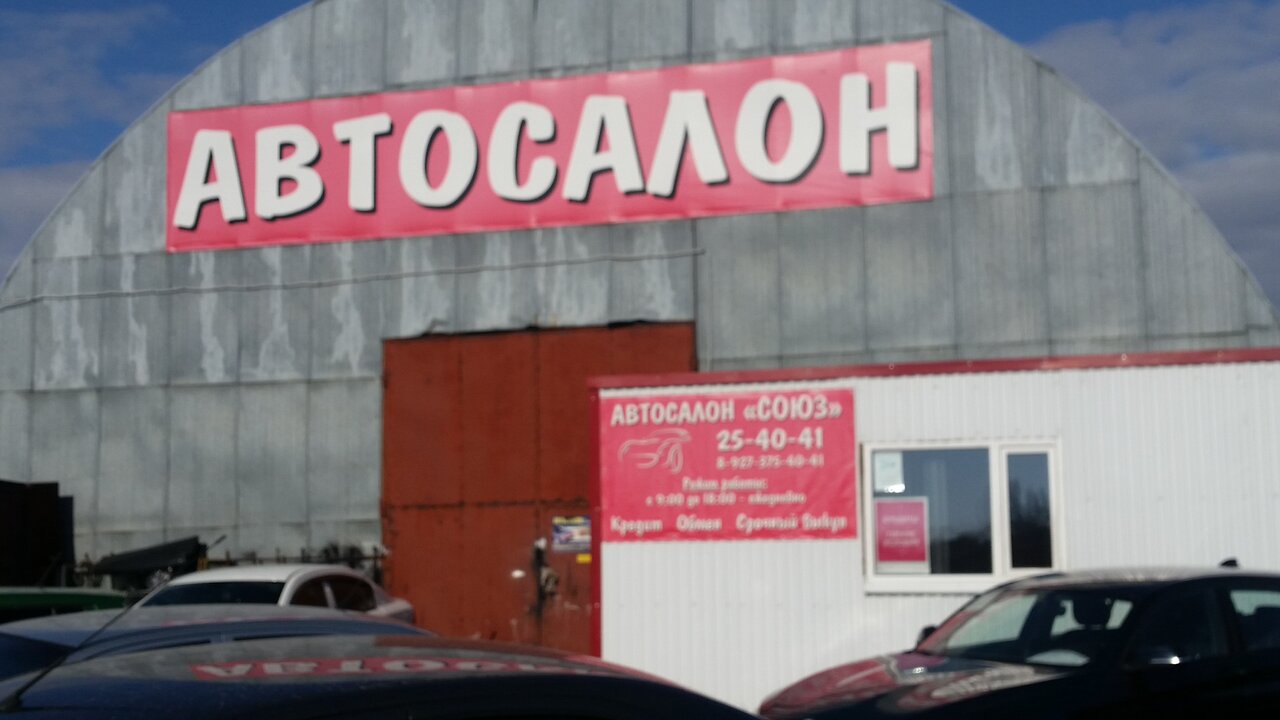 АВТОСАЛОН
АВТОСАЛОН «СОЮЗ»
25-40-41
8-927-375-40-41
Режим работы:
с 9:00 до 18:00 - ежедневно
Кредит Обмен Срочный Выкуп